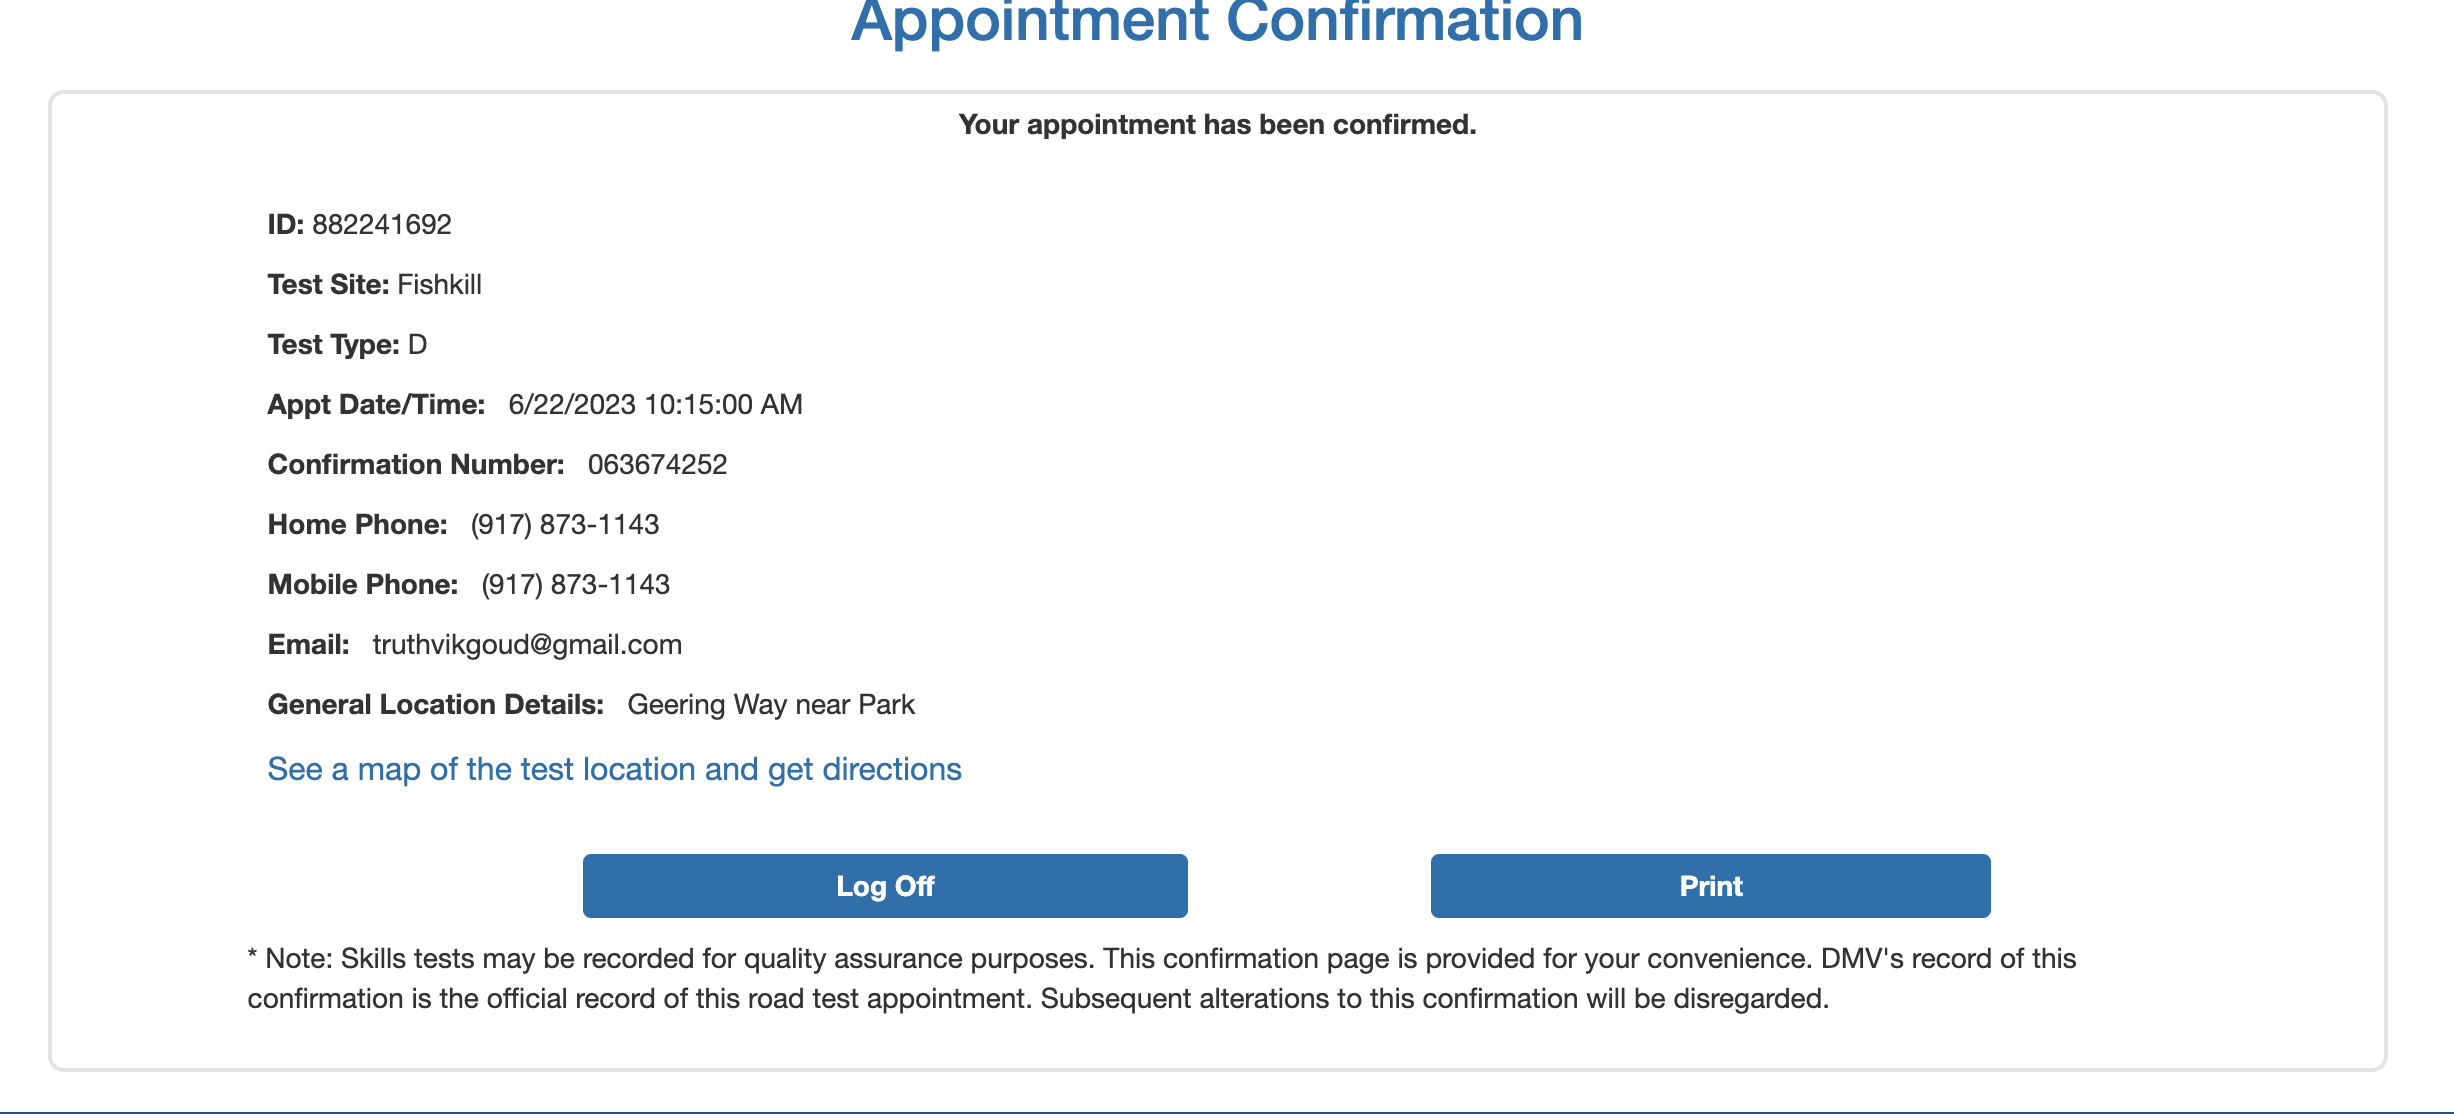 Appointment Confirmation
Your appointment has been confirmed.
ID: 882241692
Test Site: Fishkill
Test Type: D
Appt Date/Time: 6/22/2023 10:15:00 AM
Confirmation Number: 063674252
Home Phone: (917) 873-1143
Mobile Phone: (917) 873-1143
Email: truthvikgoud@gmail.com
General Location Details: Geering Way near Park
See a map of the test location and get directions
Log Off Print
* Note: Skills tests may be recorded for quality assurance purposes. This confirmation page is provided for your convenience. DMV's record of this
confirmation is the official record of this road test appointment. Subsequent alterations to this confirmation will be disregarded.